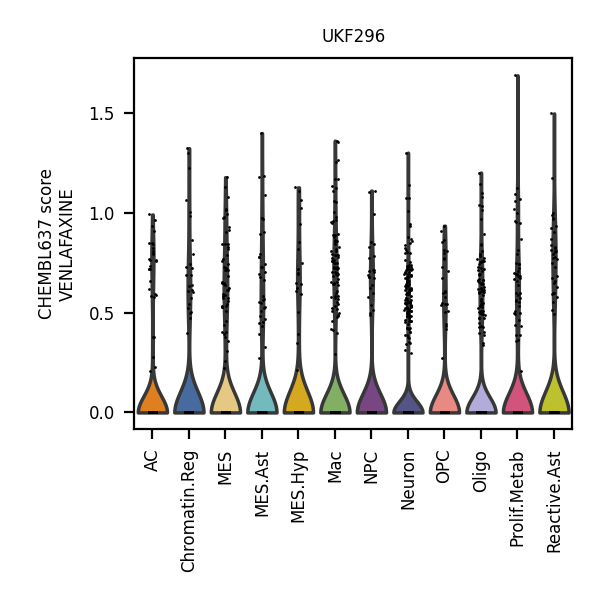 UKF296
CHEMBL637 score
VENLAFAXINE
1.5
1.0
0.5
0.0
AC
Chromatin.Reg
MES
MES.Ast
MES.Hyp
Mac
NPC
Neuron
OPC
Oligo
Prolif.Metab
Reactive.Ast